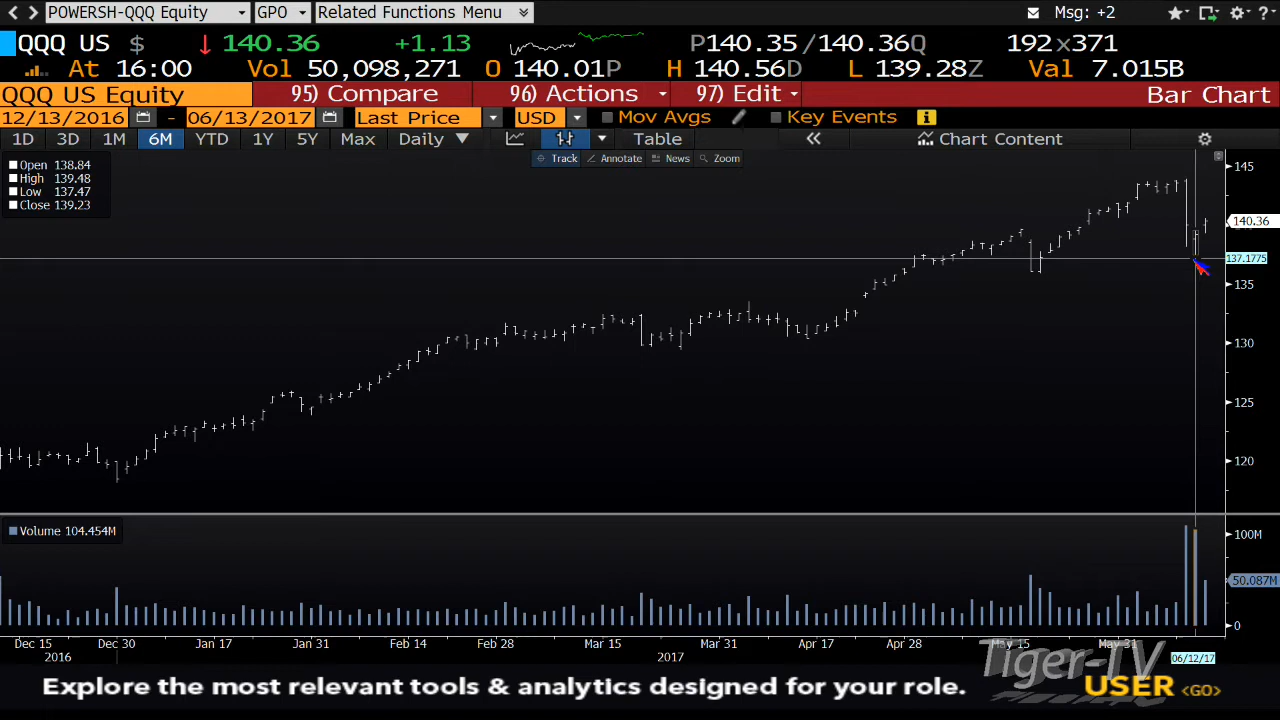 POWERSH-QQQ Equity GPO Related Functions Menu Msg: +2
QQQ US $ ↓ 140.36 +1.13 P140.35/140.36Q 192x371
At 16:00 Vol 50,098,271 O 140.01P H 140.56D L 139.28Z Val 7.015B
QQQ US Equity 95) Compare 96) Actions 97) Edit Bar Chart
12/13/2016 - 06/13/2017 Last Price USD Mov Avgs Key Events
1D 3D 1M 6M YTD 1Y 5Y Max Daily ▼ Table « Chart Content
Track Annotate News Zoom
Open 138.84
High 139.48
Low 137.47
Close 139.23
145
140.36
137.1775
135
130
125
120
Volume 104.454M
100M
50.087M
0
Dec 15 Dec 30 Jan 17 Jan 31 Feb 14 Feb 28 Mar 15 Mar 31 Apr 17 Apr 28 May 15 May 31
2016 2017 06/12/17
Tiger-TV
Explore the most relevant tools & analytics designed for your role. USER <GO>